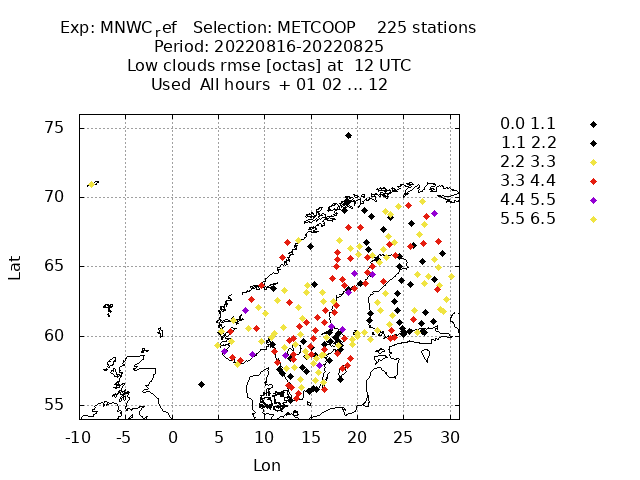 Exp: MNWCref   Selection: METCOOP    225 stations
Period: 20220816-20220825
Low clouds rmse [octas] at  12 UTC
Used  All hours  + 01 02 ... 12
0.0 1.1
1.1 2.2
2.2 3.3
3.3 4.4
4.4 5.5
5.5 6.5
75
70
65
60
55
Lat
-10 -5 0 5 10 15 20 25 30
Lon